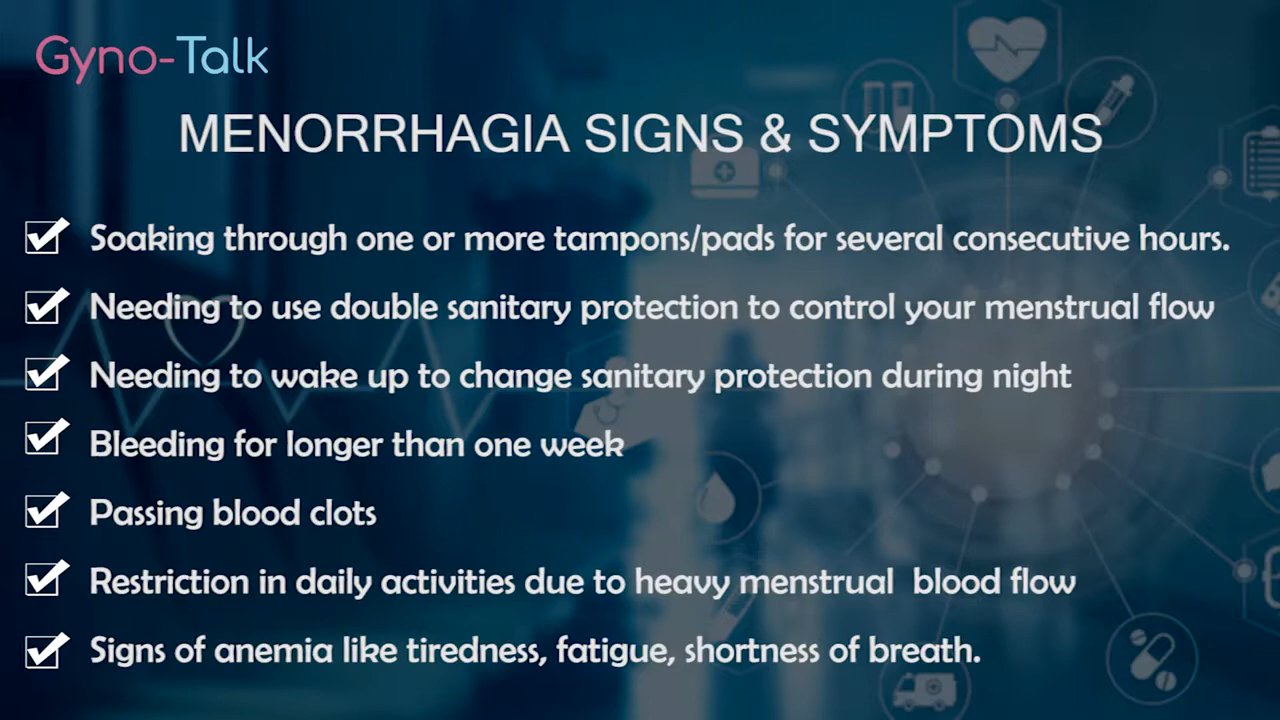 Gyno-Talk
MENORRHAGIA SIGNS & SYMPTOMS
Soaking through one or more tampons/pads for several consecutive hours.
Needing to use double sanitary protection to control your menstrual flow
Needing to wake up to change sanitary protection during night
Bleeding for longer than one week
Passing blood clots
Restriction in daily activities due to heavy menstrual  blood flow
Signs of anemia like tiredness, fatigue, shortness of breath.